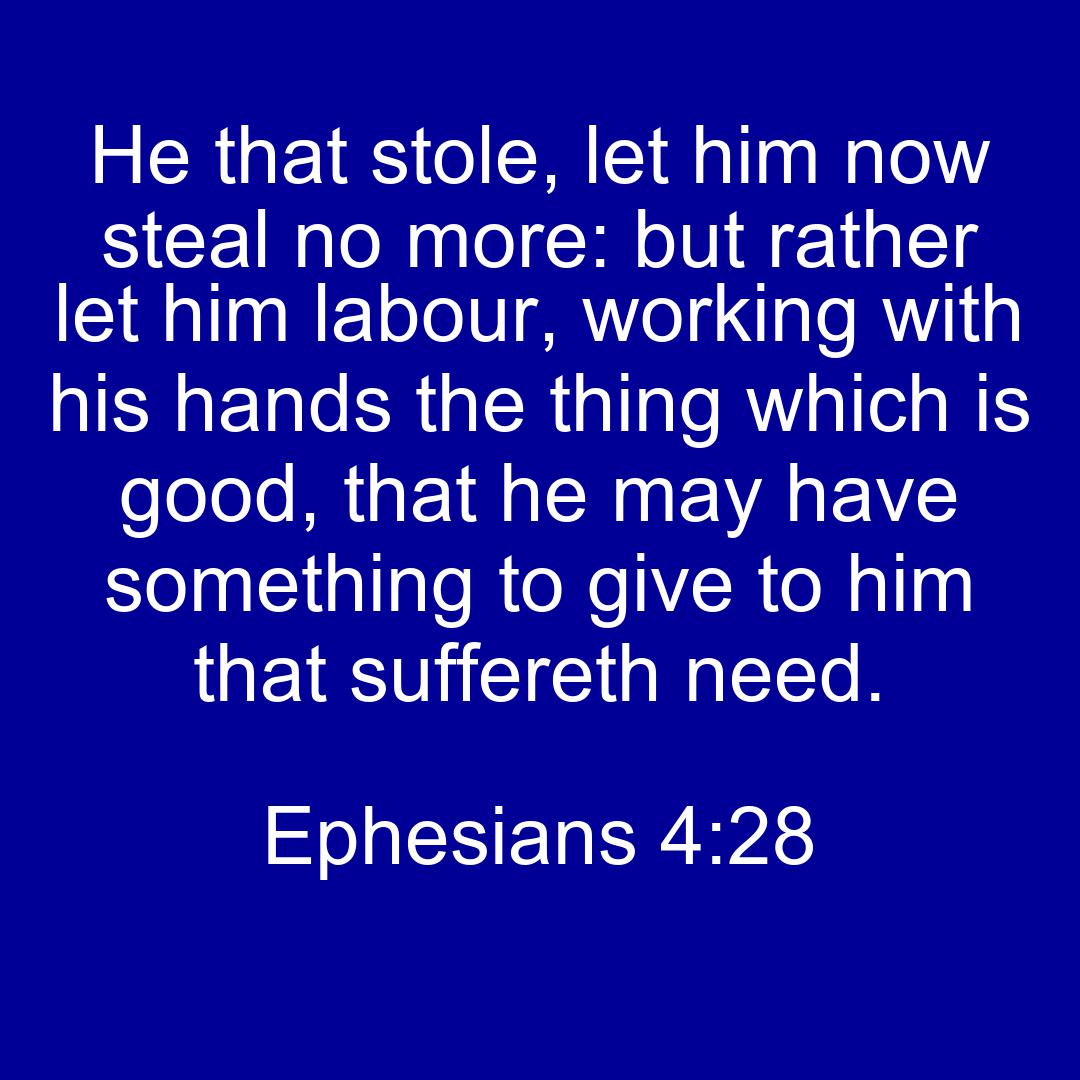 He that stole, let him now
steal no more: but rather
let him labour, working with
his hands the thing which is
good, that he may have
something to give to him
that suffereth need.
Ephesians 4:28